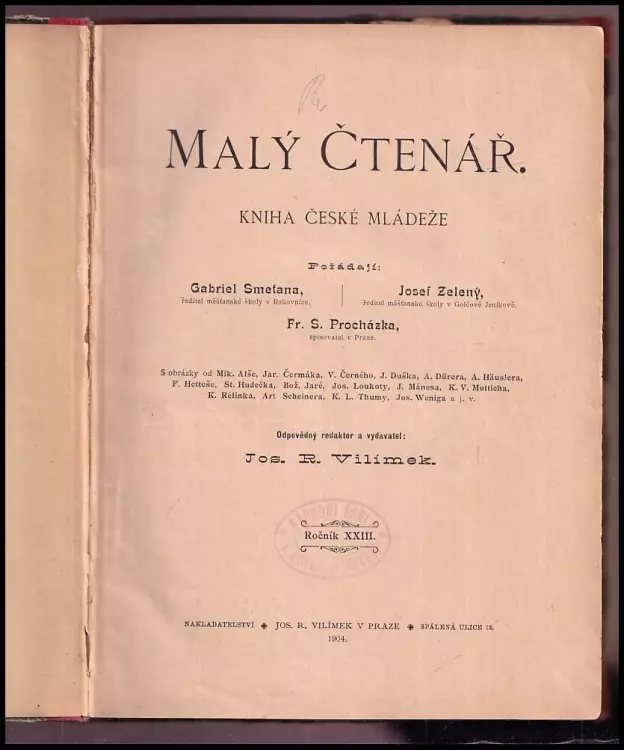 MALÝ ČTENÁŘ.
KNIHA ČESKÉ MLÁDEŽE
Pořádají:
Gabriel Smetana,
ředitel měšťanské školy v Rakovníce,
Josef Zelený,
ředitel měšťanské školy v Golčově Jeníkově.
Fr. S. Procházka,
spisovatel v Praze.
S obrázky od Mik. Alše, Jar. Čermáka, V. Černého, J. Duška, A. Dürera, A. Häuslera,
F. Hetteše, St. Hudečka, Bož. Jaré, Jos. Loukoty, J. Mánesa, K. V. Mutticha,
K. Rélinka, Art Scheinera, K. L. Thumy, Jos. Weniga a j. v.
Odpovědný redaktor a vydavatel:
Jos. R. Vilímek.
Ročník XXIII.
NAKLADATELSTVÍ ✦ JOS. R. VILÍMEK V PRAZE ✦ SPÁLENÁ ULICE 13.
1904.